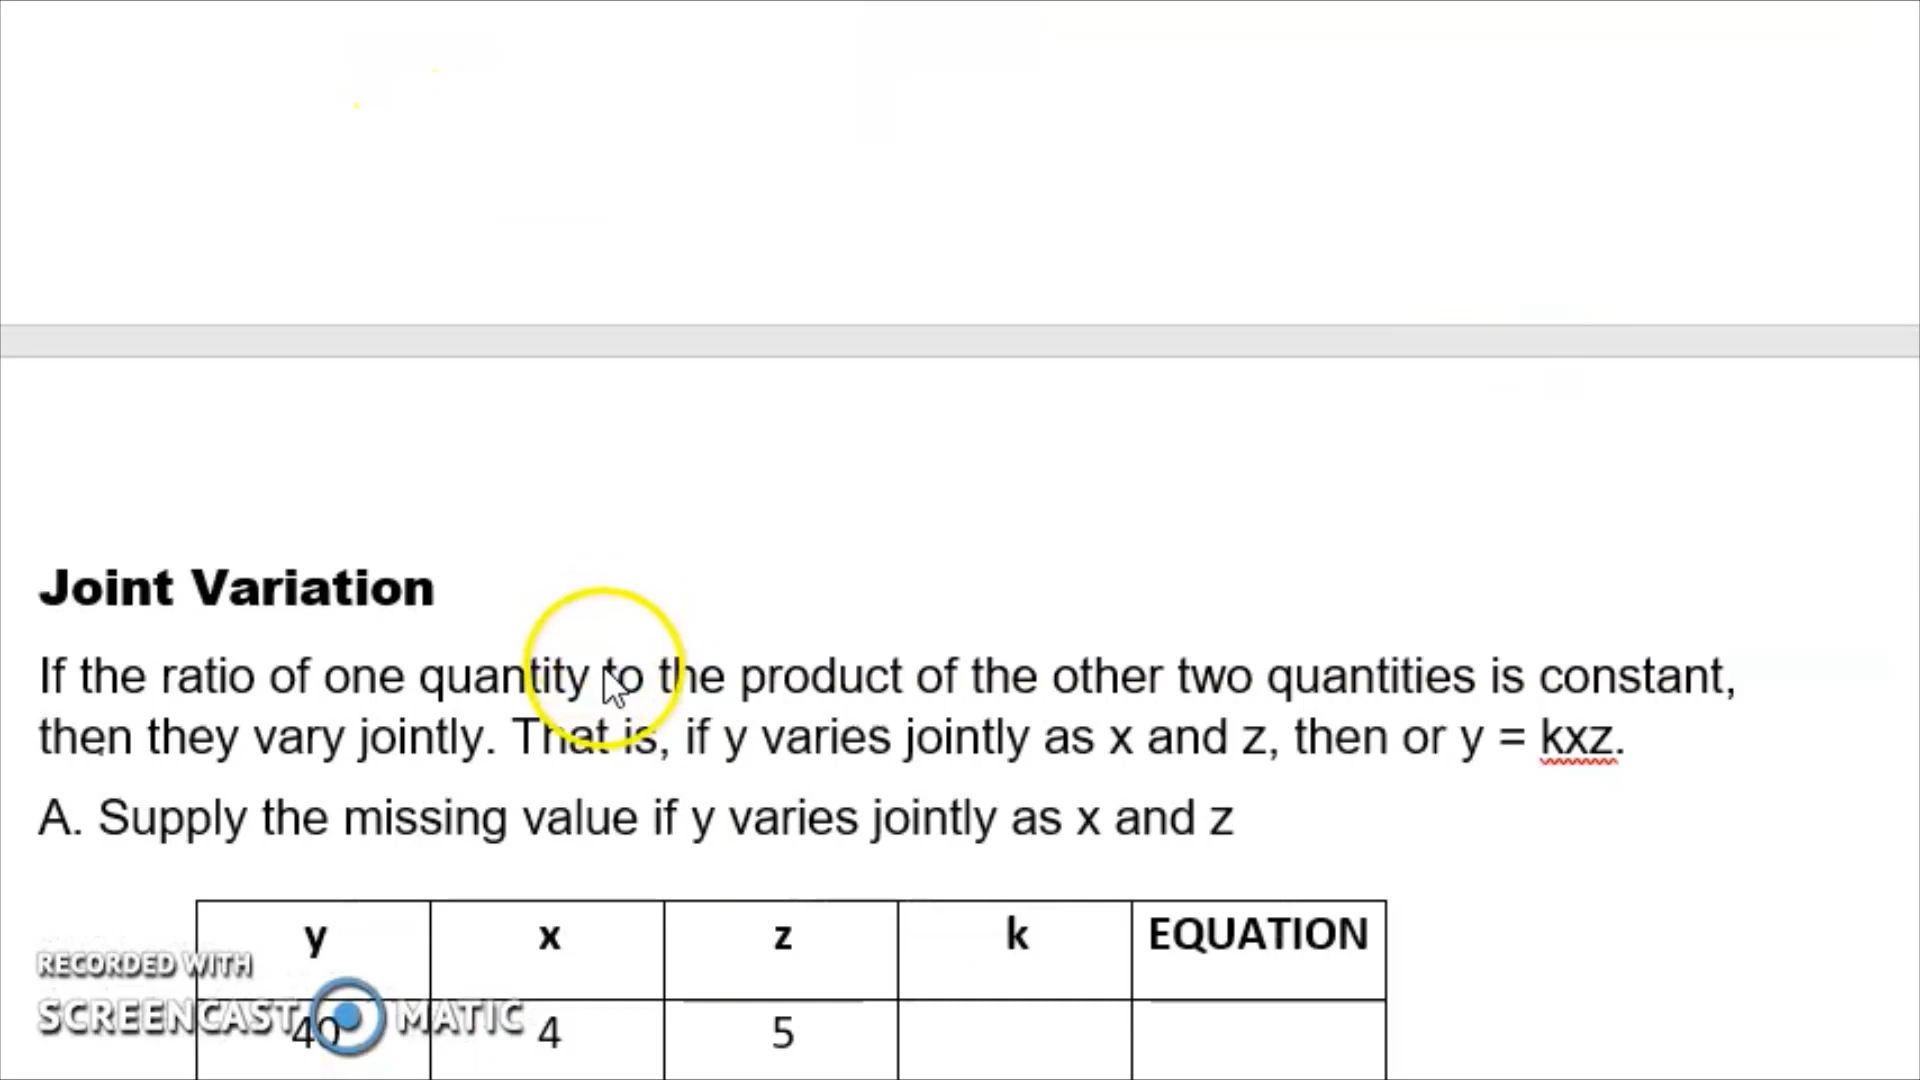 Joint Variation
If the ratio of one quantity to the product of the other two quantities is constant,
then they vary jointly. That is, if y varies jointly as x and z, then or y = kxz.
A. Supply the missing value if y varies jointly as x and z
y x z k EQUATION
40 4 5
RECORDED WITH
SCREENCAST MATIC